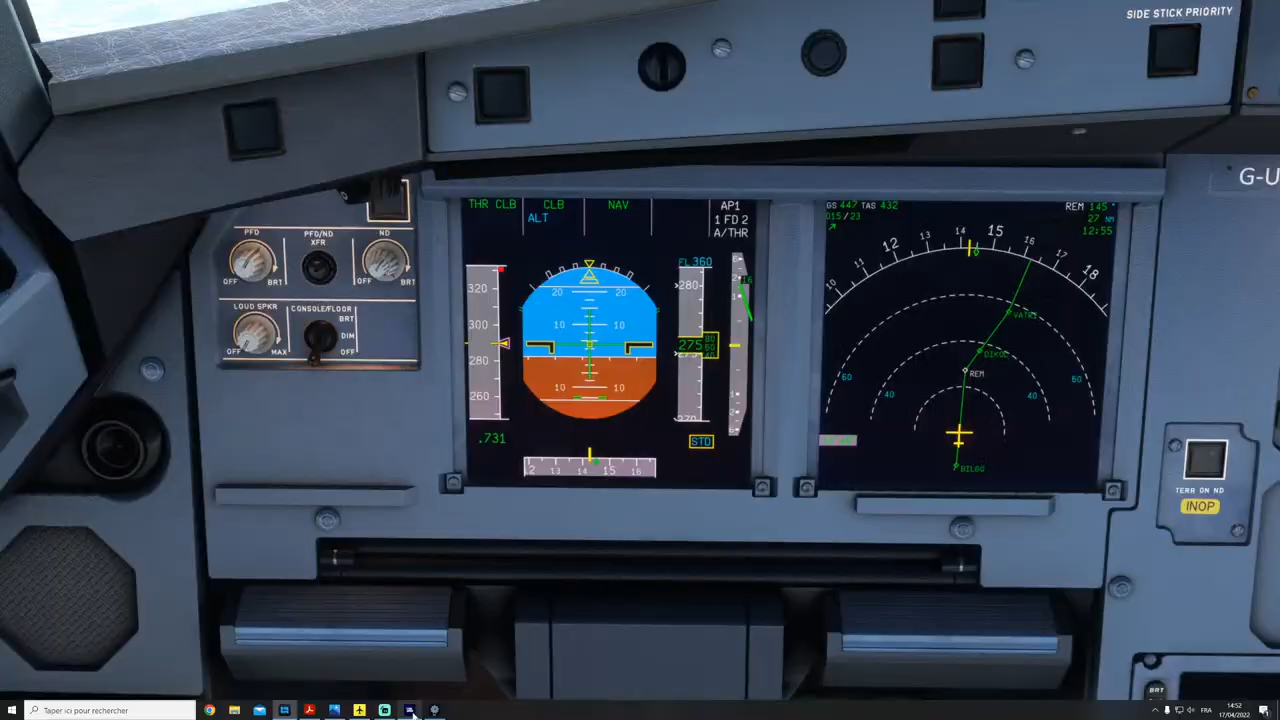 SIDE STICK PRIORITY
G-U
PFD
PFD/ND
XFR
ND
OFF
BRT
OFF
BRT
LOUD SPKR
CONSOLE/FLOOR
BRT
DIM
OFF
OFF
MAX
THR CLB
CLB
NAV
AP1
ALT
1 FD 2
A/THR
FL360
320
300
280
260
20
20
10
10
10
10
280
275
.731
STD
13
14
15
16
GS 447 TAS 432
015/23
REM 145°
27 NM
12:55
10
11
12
13
14
15
16
17
18
VATRI
DIKOL
REM
60
60
40
40
BILGO
TERR ON ND
INOP
BRT
Taper ici pour rechercher
FRA
14:52
17/04/2022